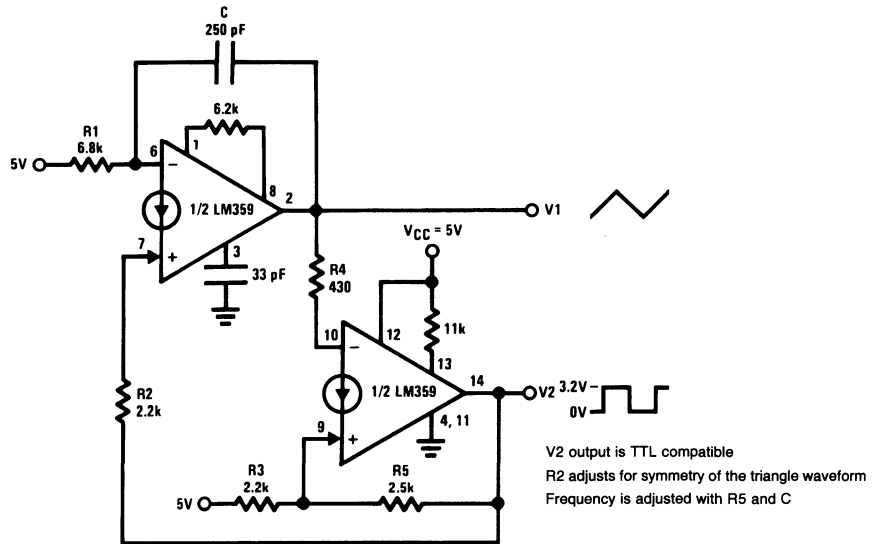 C
250 pF
6.2k
R1
6.8k
5V
6
−
1
8
2
1/2 LM359
V1
7
+
3
33 pF
VCC = 5V
R4
430
10
−
12
11k
13
1/2 LM359
14
V2
3.2V
0V
R2
2.2k
9
+
4, 11
V2 output is TTL compatible
R2 adjusts for symmetry of the triangle waveform
Frequency is adjusted with R5 and C
R3
2.2k
R5
2.5k
5V